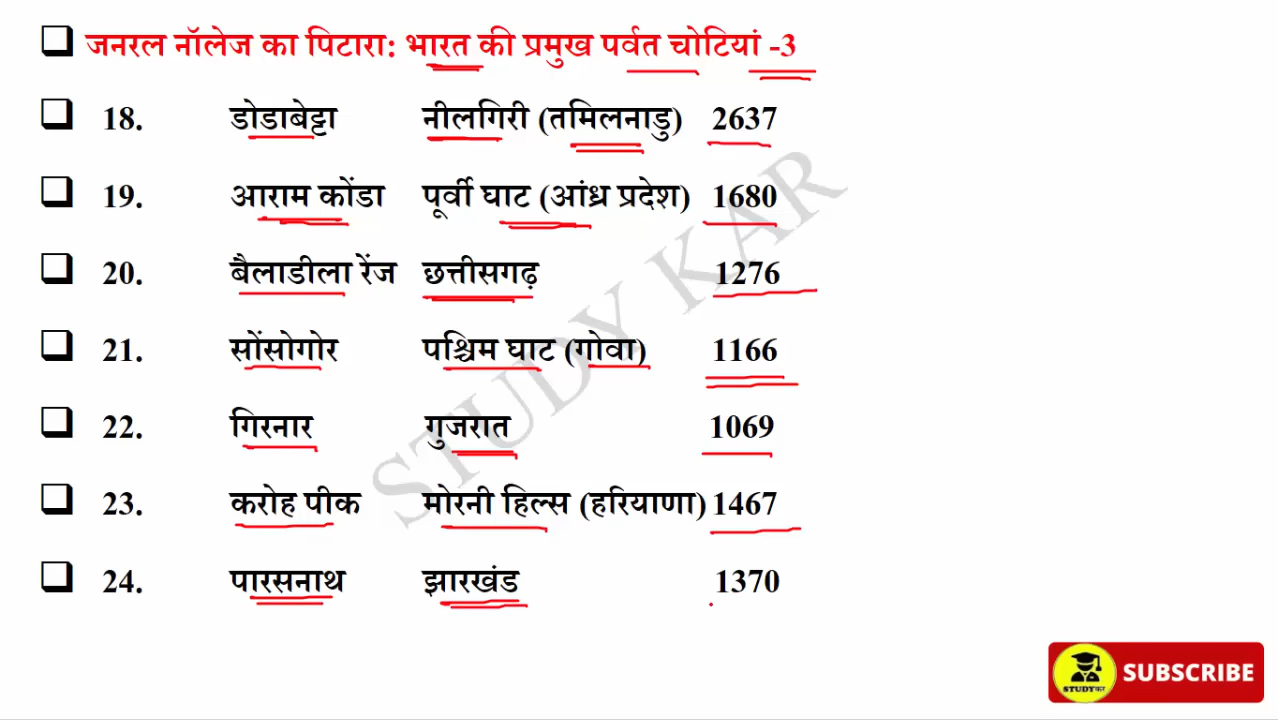 जनरल नॉलेज का पिटारा: भारत की प्रमुख पर्वत चोटियां -3
18. डोडाबेट्टा नीलगिरी (तमिलनाडु) 2637
19. आराम कोंडा पूर्वी घाट (आंध्र प्रदेश) 1680
20. बैलाडीला रेंज छत्तीसगढ़ 1276
21. सोंसोगोर पश्चिम घाट (गोवा) 1166
22. गिरनार गुजरात 1069
23. करोह पीक मोरनी हिल्स (हरियाणा) 1467
24. पारसनाथ झारखंड 1370
STUDY KAR
STUDYकर
SUBSCRIBE